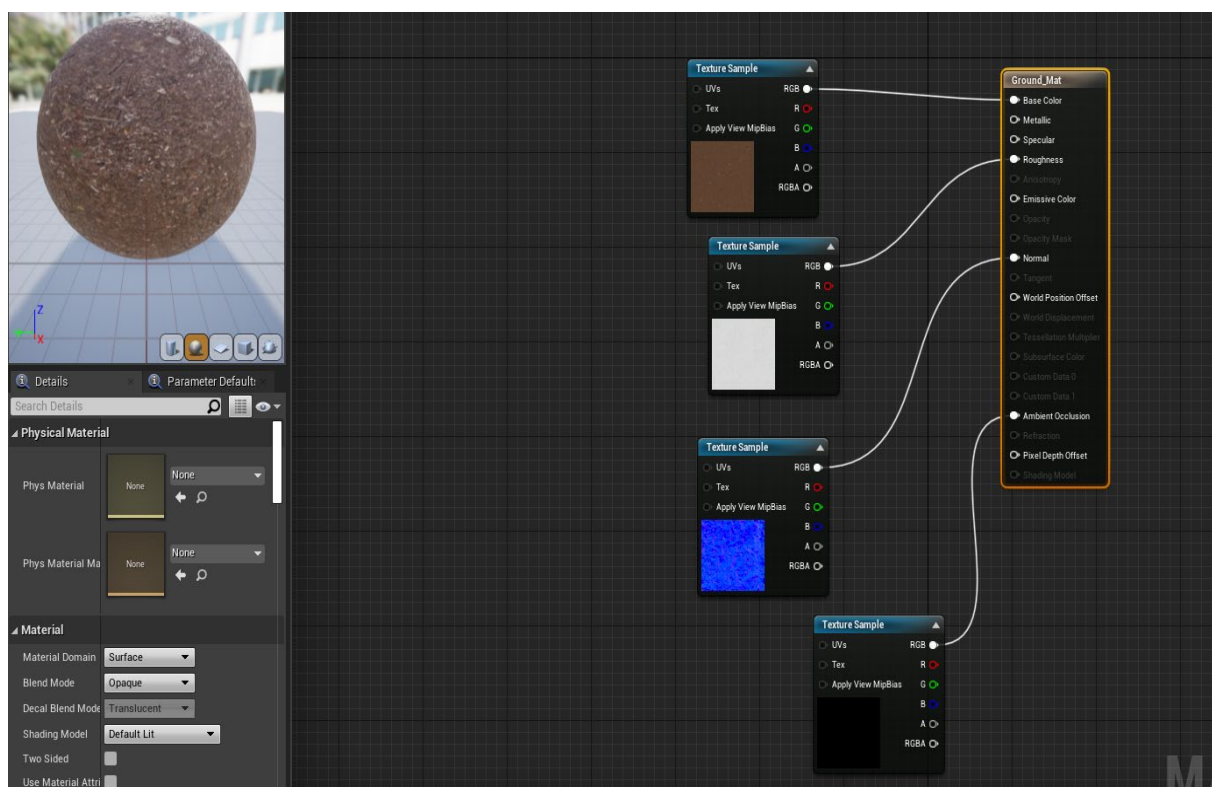 Z
X
Details
Parameter Defaults
Search Details
Physical Material
Phys Material
None
None
Phys Material Ma
None
None
Material
Material Domain
Surface
Blend Mode
Opaque
Decal Blend Mode
Translucent
Shading Model
Default Lit
Two Sided
Use Material Attri
Texture Sample
UVs RGB
Tex R
Apply View MipBias G
B
A
RGBA
Texture Sample
UVs RGB
Tex R
Apply View MipBias G
B
A
RGBA
Texture Sample
UVs RGB
Tex R
Apply View MipBias G
B
A
RGBA
Texture Sample
UVs RGB
Tex R
Apply View MipBias G
B
A
RGBA
Ground_Mat
Base Color
Metallic
Specular
Roughness
Anisotropy
Emissive Color
Opacity
Opacity Mask
Normal
Tangent
World Position Offset
World Displacement
Tessellation Multiplier
Subsurface Color
Custom Data 0
Custom Data 1
Ambient Occlusion
Refraction
Pixel Depth Offset
Shading Model
M